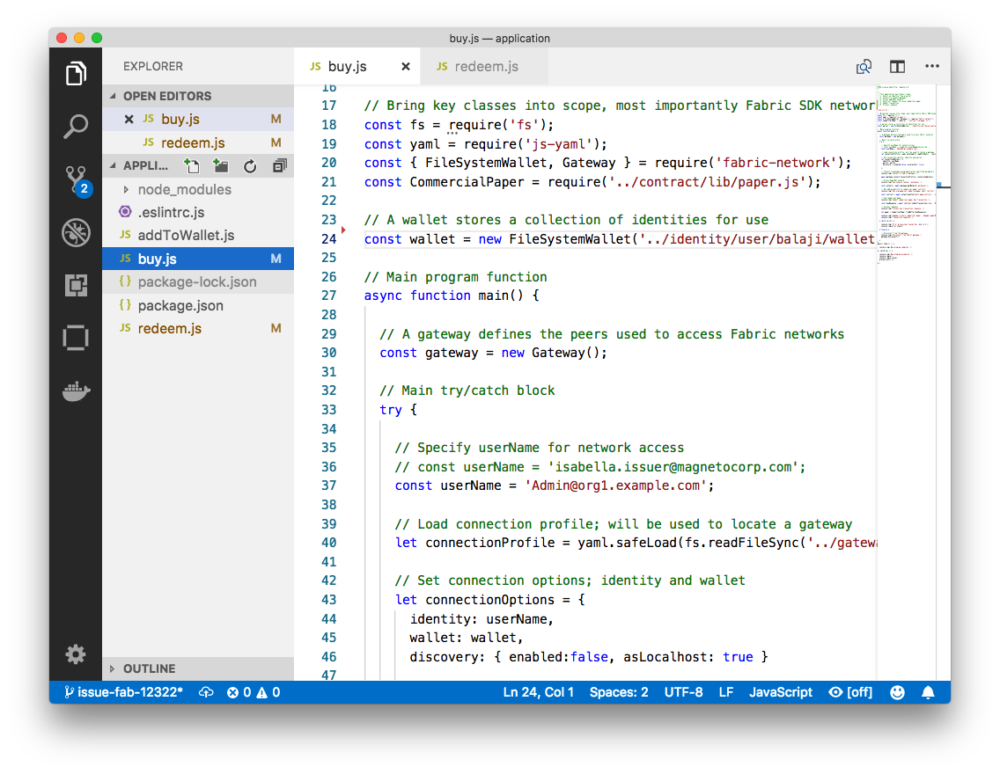 buy.js — application
EXPLORER
OPEN EDITORS
JS buy.js M
JS redeem.js M
APPLI...
node_modules
.eslintrc.js
JS addToWallet.js
JS buy.js M
{} package-lock.json
{} package.json
JS redeem.js M
OUTLINE
JS buy.js
JS redeem.js
16
17 // Bring key classes into scope, most importantly Fabric SDK networ
18 const fs = require('fs');
19 const yaml = require('js-yaml');
20 const { FileSystemWallet, Gateway } = require('fabric-network');
21 const CommercialPaper = require('../contract/lib/paper.js');
22
23 // A wallet stores a collection of identities for use
24 const wallet = new FileSystemWallet('../identity/user/balaji/wallet
25
26 // Main program function
27 async function main() {
28
29 // A gateway defines the peers used to access Fabric networks
30 const gateway = new Gateway();
31
32 // Main try/catch block
33 try {
34
35 // Specify userName for network access
36 // const userName = 'isabella.issuer@magnetocorp.com';
37 const userName = 'Admin@org1.example.com';
38
39 // Load connection profile; will be used to locate a gateway
40 let connectionProfile = yaml.safeLoad(fs.readFileSync('../gatewa
41
42 // Set connection options; identity and wallet
43 let connectionOptions = {
44 identity: userName,
45 wallet: wallet,
46 discovery: { enabled:false, asLocalhost: true }
47
2
issue-fab-12322* 0 0 Ln 24, Col 1 Spaces: 2 UTF-8 LF JavaScript [off]